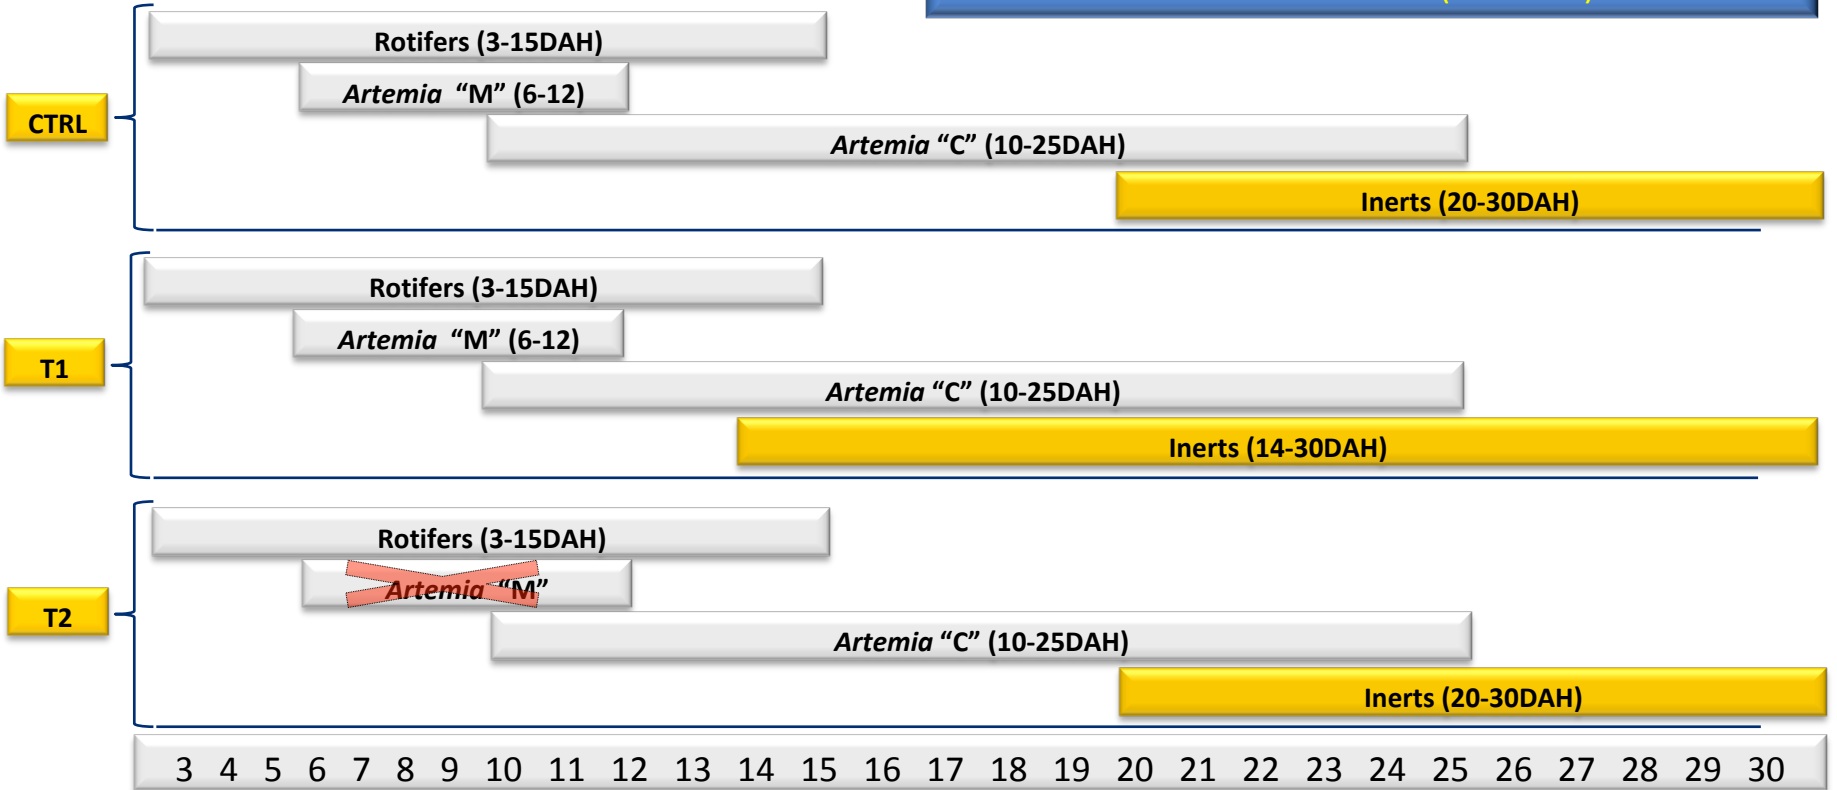 Rotifers (3-15DAH)
Artemia "M" (6-12)
CTRL
Artemia “C” (10-25DAH)
Inerts (20-30DAH)
Rotifers (3-15DAH)
Artemia “M” (6-12)
T1
Artemia “C” (10-25DAH)
Inerts (14-30DAH)
Rotifers (3-15DAH)
Artemia “M”
T2
Artemia “C” (10-25DAH)
Inerts (20-30DAH)
3 4 5 6 7 8 9 10 11 12 13 14 15 16 17 18 19 20 21 22 23 24 25 26 27 28 29 30